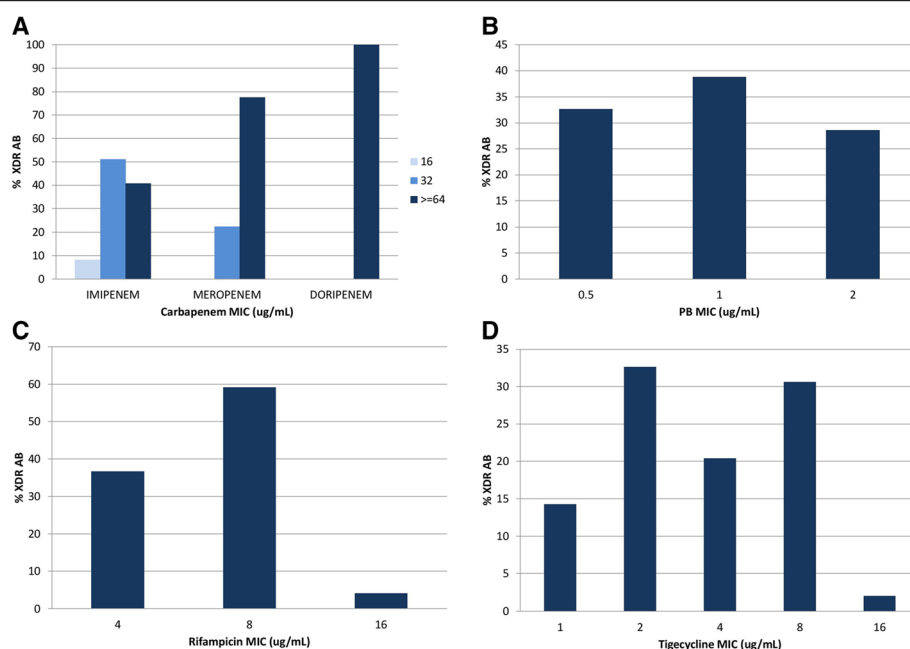 A
100
90
80
70
60
50
40
30
20
10
0
% XDR AB
IMIPENEM MEROPENEM DORIPENEM
Carbapenem MIC (ug/mL)
16
32
>=64
B
45
40
35
30
25
20
15
10
5
0
% XDR AB
0.5 1 2
PB MIC (ug/mL)
C
70
60
50
40
30
20
10
0
% XDR AB
4 8 16
Rifampicin MIC (ug/mL)
D
35
30
25
20
15
10
5
0
% XDR AB
1 2 4 8 16
Tigecycline MIC (ug/mL)